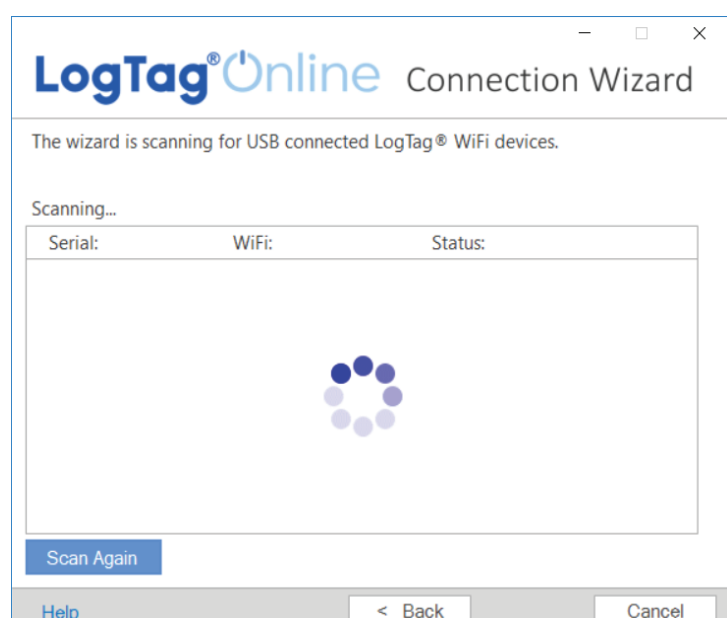 LogTag® Online Connection Wizard
The wizard is scanning for USB connected LogTag® WiFi devices.
Scanning...
Serial: WiFi: Status:
Scan Again
Help < Back Cancel